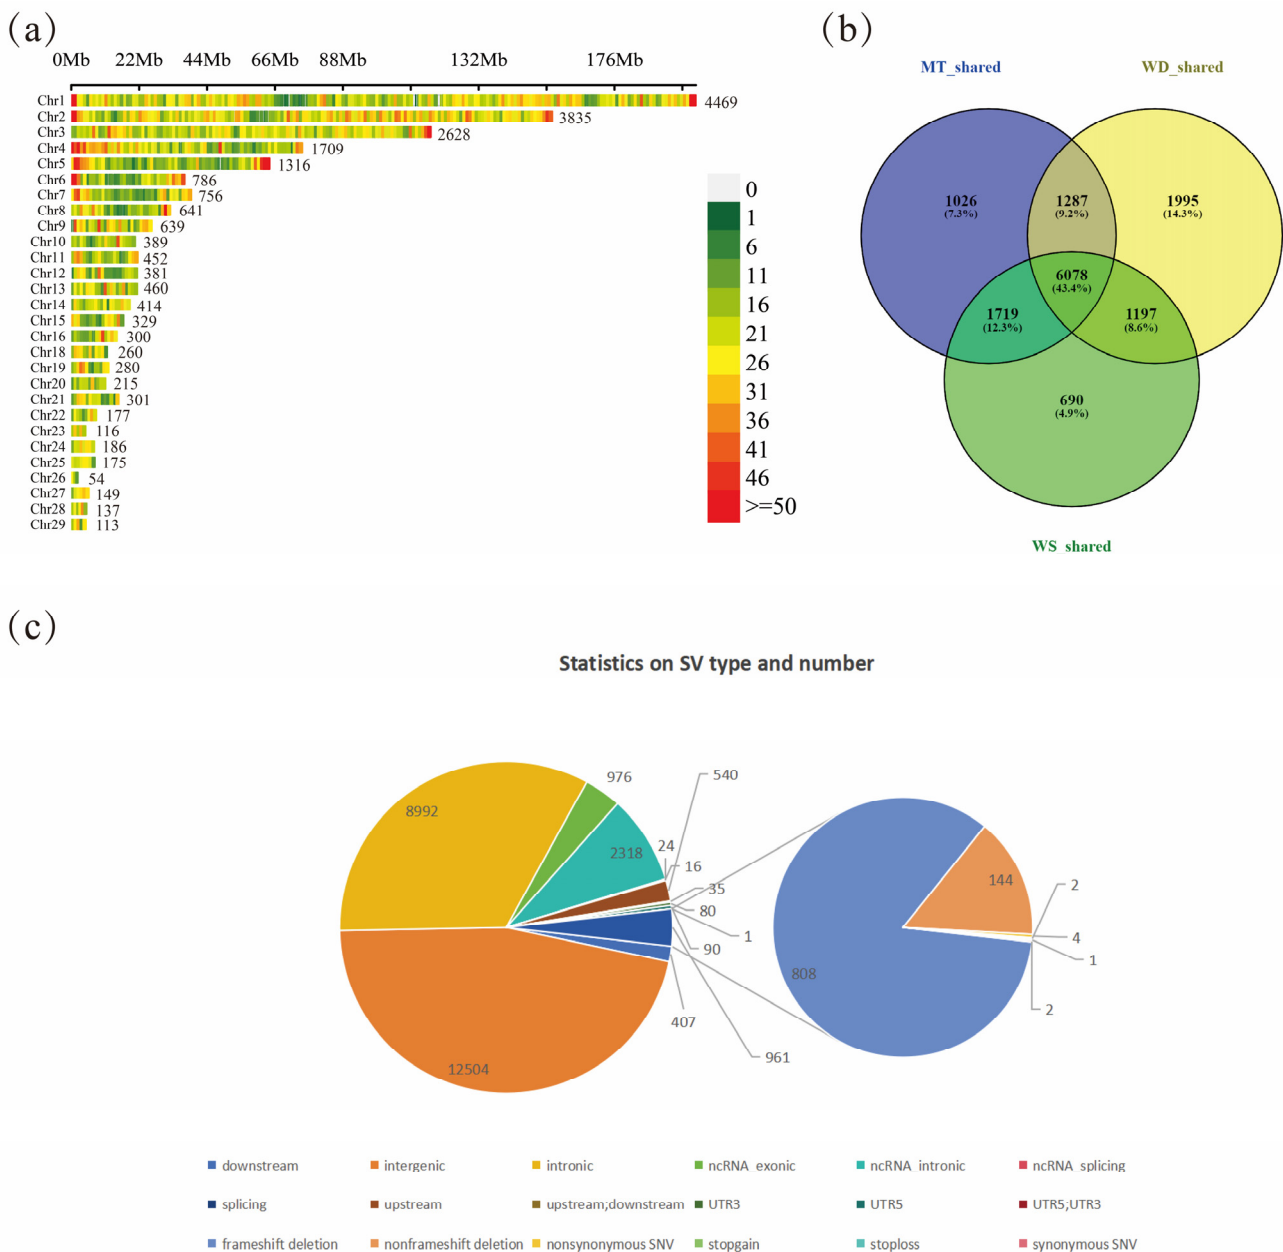 (a)
0Mb 22Mb 44Mb 66Mb 88Mb 132Mb 176Mb
Chr1 4469
Chr2 3835
Chr3 2628
Chr4 1709
Chr5 1316
Chr6 786
Chr7 756
Chr8 641
Chr9 639
Chr10 389
Chr11 452
Chr12 381
Chr13 460
Chr14 414
Chr15 329
Chr16 300
Chr18 260
Chr19 280
Chr20 215
Chr21 301
Chr22 177
Chr23 116
Chr24 186
Chr25 175
Chr26 54
Chr27 149
Chr28 137
Chr29 113
0
1
6
11
16
21
26
31
36
41
46
>=50
(b)
MT_shared WD_shared
1026 1287 1995
(7.3%) (9.2%) (14.3%)
6078
(43.4%)
1719 1197
(12.3%) (8.6%)
690
(4.9%)
WS_shared
(c)
Statistics on SV type and number
976 540
8992
2318 24
16
35
80
1
90
407
961
12504
144 2
4
1
808
2
downstream intergenic intronic ncRNA_exonic ncRNA_intronic ncRNA_splicing
splicing upstream upstream;downstream UTR3 UTR5 UTR5;UTR3
frameshift deletion nonframeshift deletion nonsynonymous SNV stopgain stoploss synonymous SNV